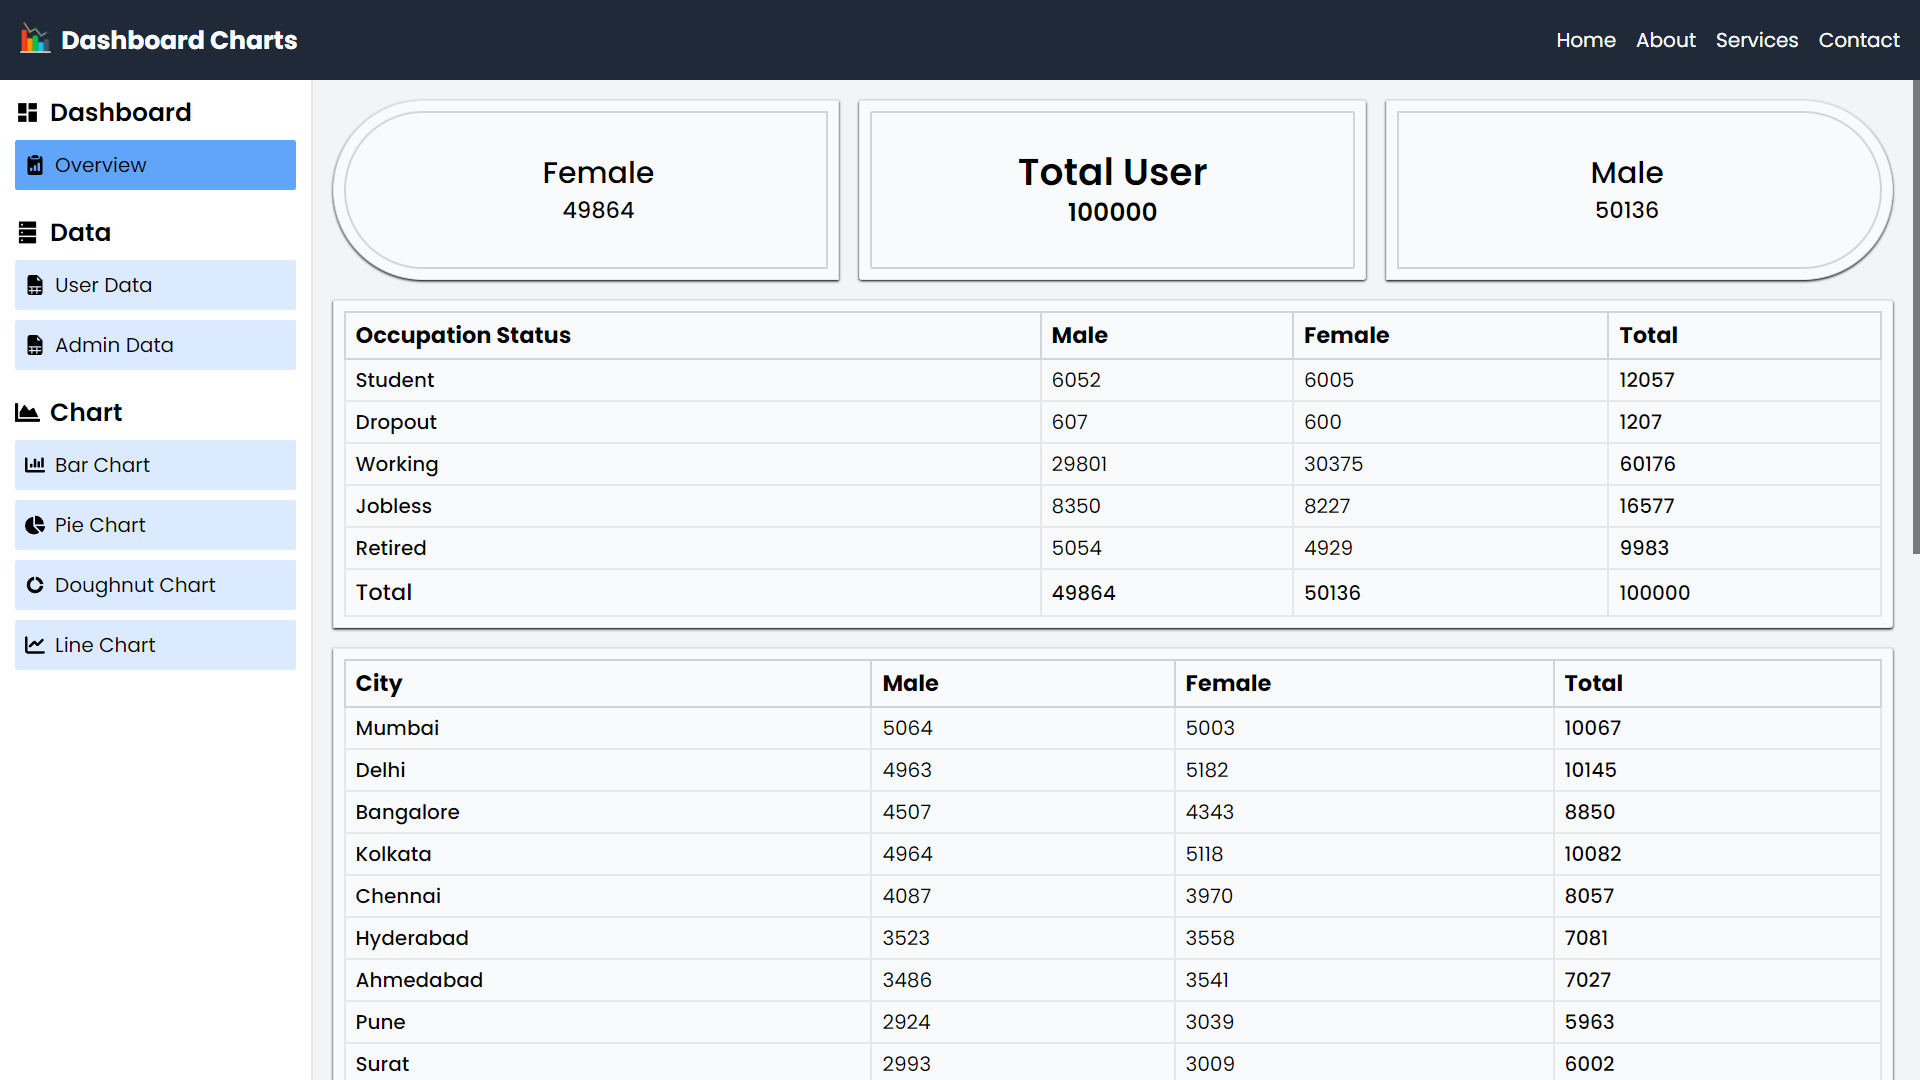 Dashboard Charts
Home About Services Contact
Dashboard
Overview
Data
User Data
Admin Data
Chart
Bar Chart
Pie Chart
Doughnut Chart
Line Chart
Female
49864
Total User
100000
Male
50136
Occupation Status Male Female Total
Student 6052 6005 12057
Dropout 607 600 1207
Working 29801 30375 60176
Jobless 8350 8227 16577
Retired 5054 4929 9983
Total 49864 50136 100000
City Male Female Total
Mumbai 5064 5003 10067
Delhi 4963 5182 10145
Bangalore 4507 4343 8850
Kolkata 4964 5118 10082
Chennai 4087 3970 8057
Hyderabad 3523 3558 7081
Ahmedabad 3486 3541 7027
Pune 2924 3039 5963
Surat 2993 3009 6002